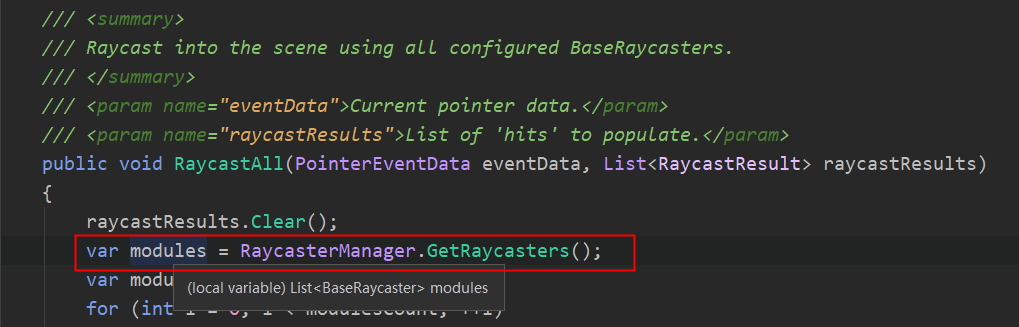 /// <summary>
/// Raycast into the scene using all configured BaseRaycasters.
/// </summary>
/// <param name="eventData">Current pointer data.</param>
/// <param name="raycastResults">List of 'hits' to populate.</param>
public void RaycastAll(PointerEventData eventData, List<RaycastResult> raycastResults)
{
raycastResults.Clear();
var modules = RaycasterManager.GetRaycasters();
var modu
(local variable) List<BaseRaycaster> modules
for (int